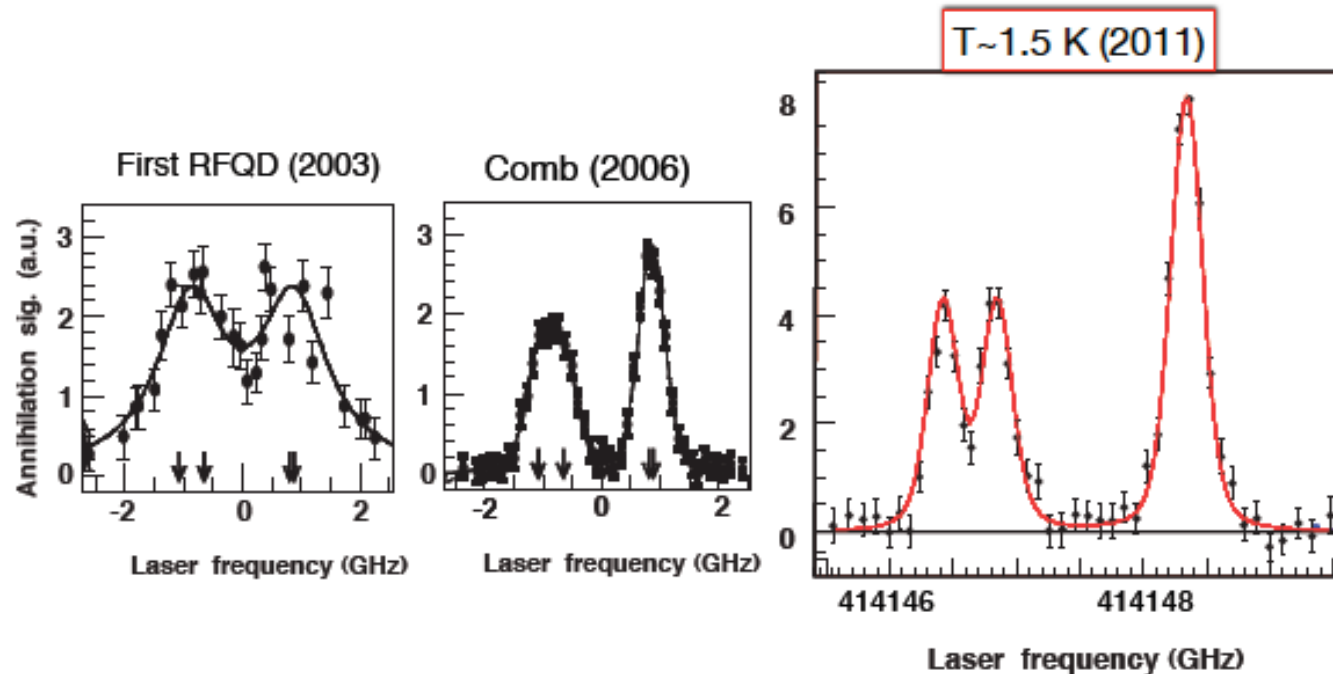 T~1.5 K (2011)
First RFQD (2003)
Comb (2006)
Annihilation sig. (a.u.)
3
2
1
0
-2 0 2
Laser frequency (GHz)
3
2
1
0
-2 0 2
Laser frequency (GHz)
8
6
4
2
0
414146 414148
Laser frequency (GHz)